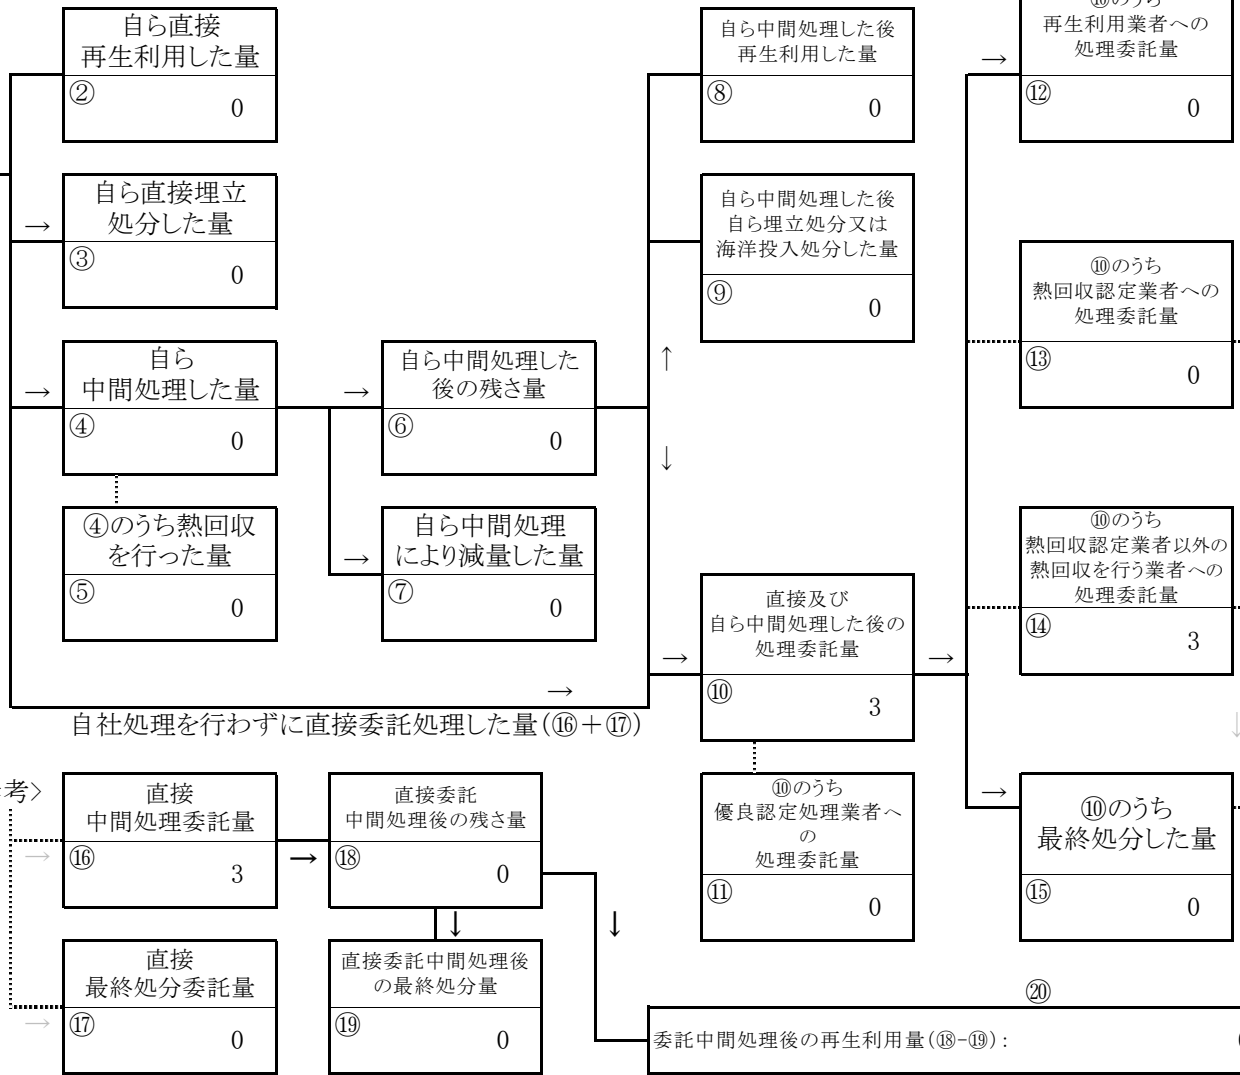 自ら直接
再生利用した量
②
0
自ら直接埋立
処分した量
→
③
0
自ら
中間処理した量
→
④
0
→
④のうち熱回収
を行った量
⑤
0
自ら中間処理した
後の残さ量
⑥
0
自ら中間処理
により減量した量
→
⑦
0
自ら中間処理した後
再生利用した量
⑧
0
自ら中間処理した後
自ら埋立処分又は
海洋投入処分した量
⑨
0
↑
↓
直接及び
自ら中間処理した後の
処理委託量
→
⑩
3
→
⑩のうち
優良認定処理業者へ
の
処理委託量
⑪
0
⑩のうち
再生利用業者への
処理委託量
→
⑫
0
⑩のうち
熱回収認定業者への
処理委託量
⑬
0
⑩のうち
熱回収認定業者以外の
熱回収を行う業者への
処理委託量
⑭
3
↓
→
⑩のうち
最終処分した量
⑮
0
→
自社処理を行わずに直接委託処理した量(⑯+⑰)
考>
直接
中間処理委託量
→
⑯
3
→
直接委託
中間処理後の残さ量
⑱
0
↓
↓
直接
最終処分委託量
→
⑰
0
直接委託中間処理後
の最終処分量
⑲
0
⑳
委託中間処理後の再生利用量(⑱-⑲):